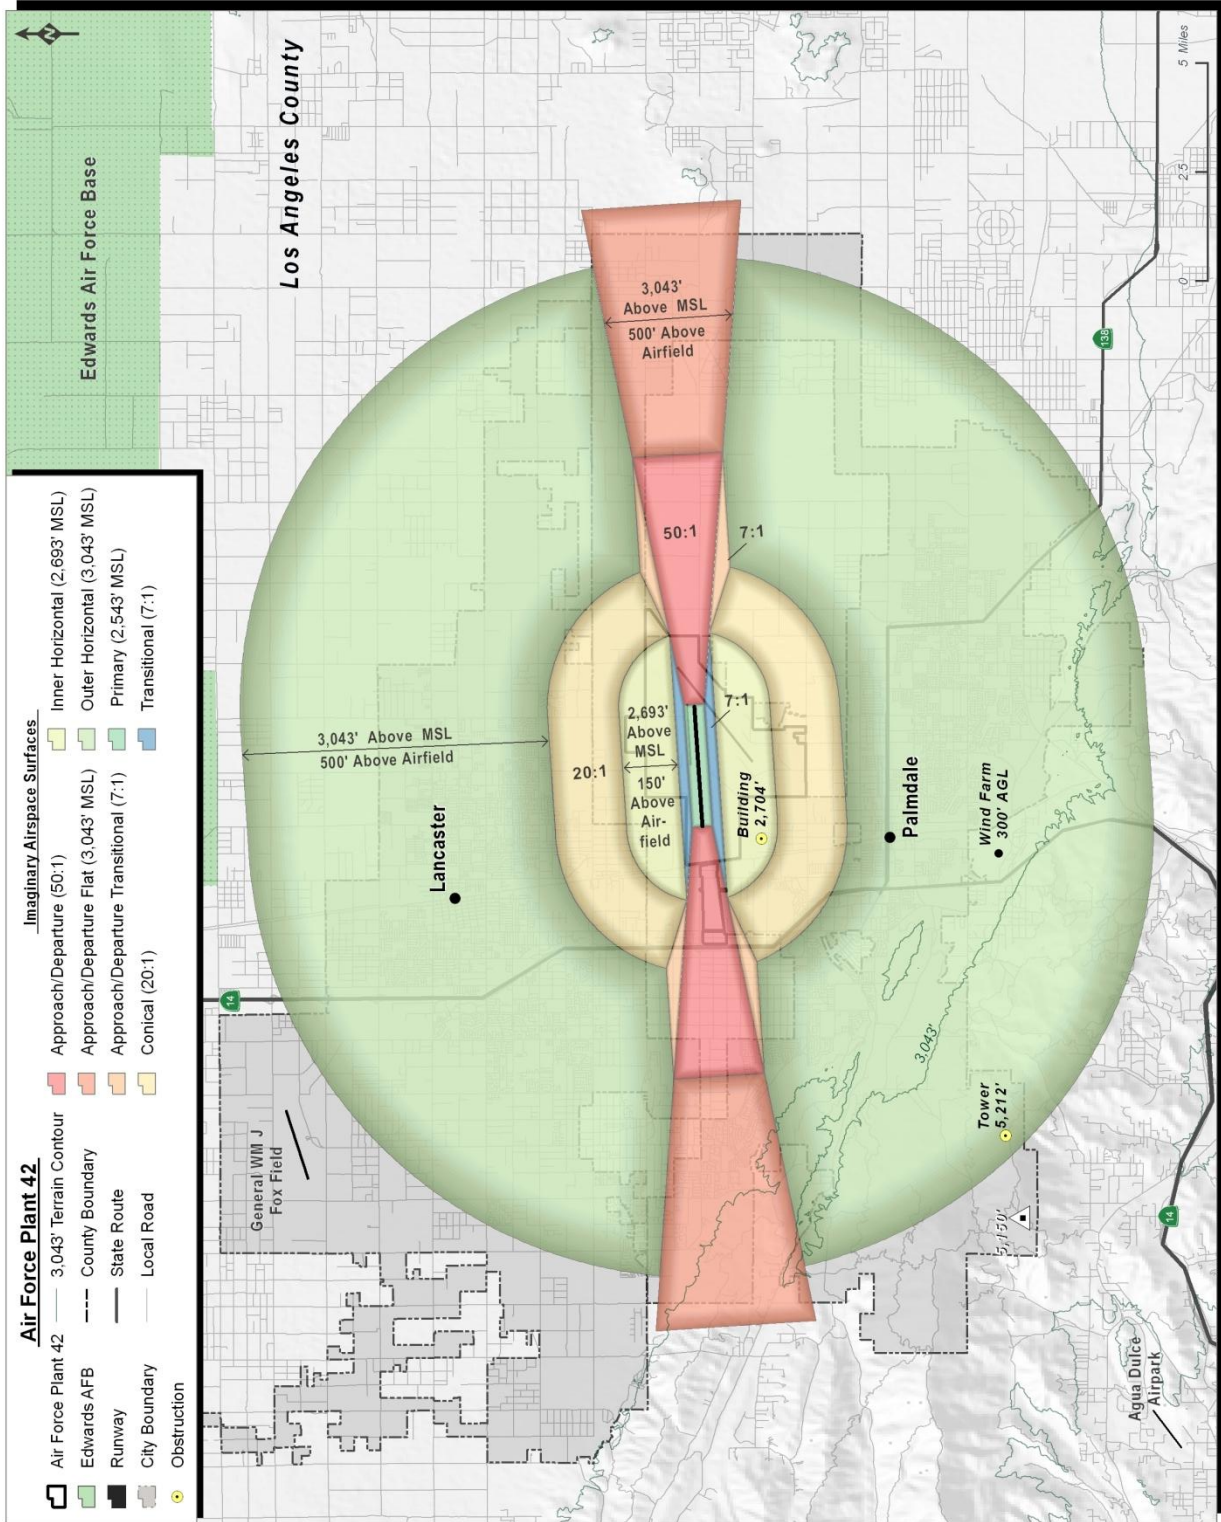 Air Force Plant 42
Air Force Plant 42
Edwards AFB
Runway
City Boundary
Obstruction
3,043' Terrain Contour
County Boundary
State Route
Local Road
Imaginary Airspace Surfaces
Approach/Departure (50:1)
Approach/Departure Flat (3,043' MSL)
Approach/Departure Transitional (7:1)
Conical (20:1)
Inner Horizontal (2,693' MSL)
Outer Horizontal (3,043' MSL)
Primary (2,543' MSL)
Transitional (7:1)
N
Edwards Air Force Base
Los Angeles County
General WM J
Fox Field
14
Lancaster
3,043' Above MSL
500' Above Airfield
20:1
2,693'
Above
MSL
150'
Above
Air-
field
7:1
50:1
7:1
3,043'
Above MSL
500' Above
Airfield
Building
2,704'
Palmdale
Wind Farm
300' AGL
3,043'
Tower
5,212'
138
14
Agua Dulce
Airpark
0
2.5
5 Miles